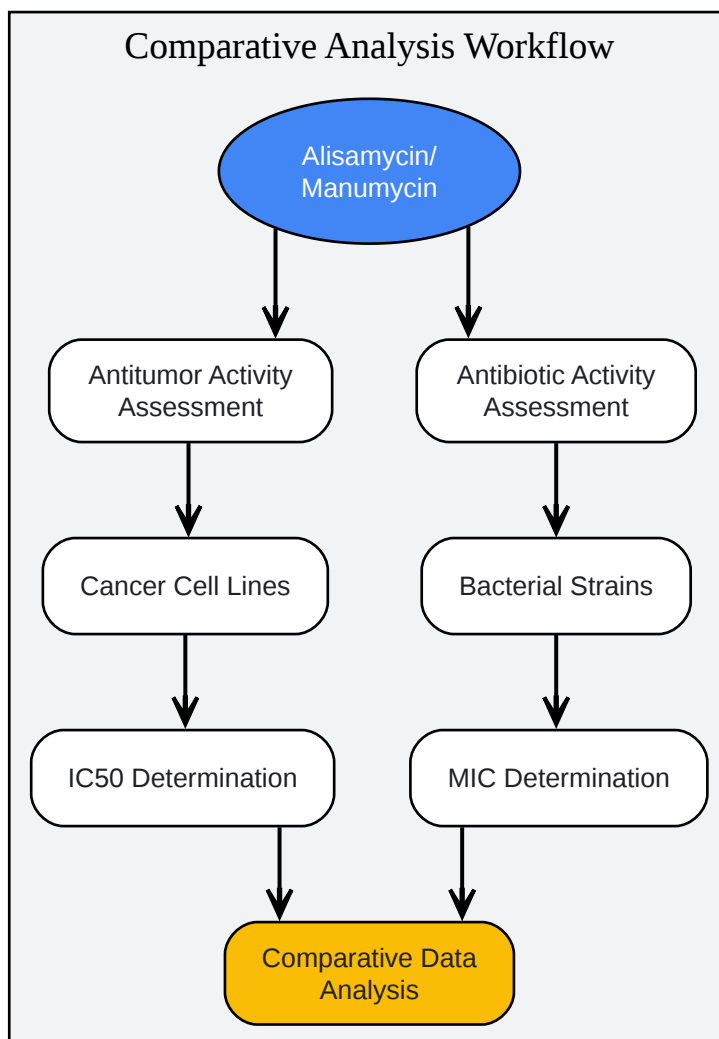 Comparative Analysis Workflow
Alisamycin/
Manumycin
Antitumor Activity
Assessment
Antibiotic Activity
Assessment
Cancer Cell Lines
Bacterial Strains
IC50 Determination
MIC Determination
Comparative Data
Analysis